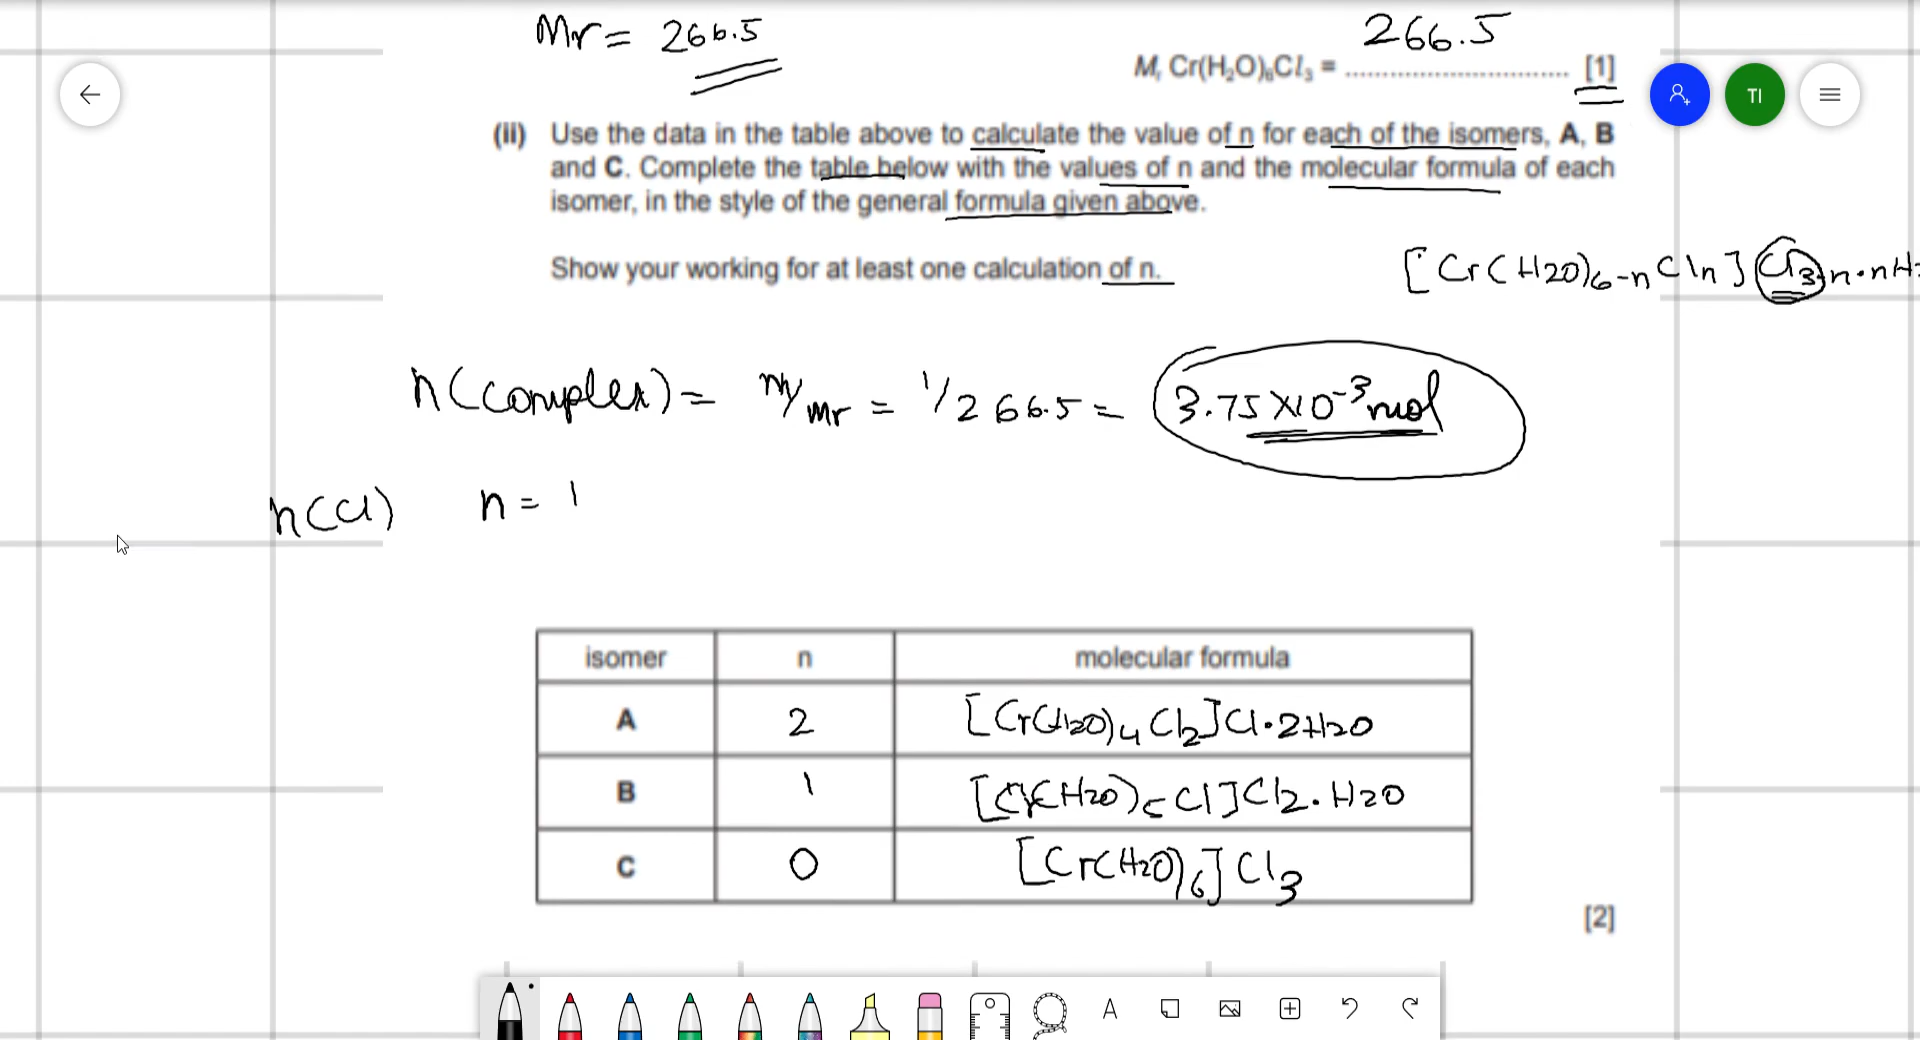 Mr = 266.5
266.5
Mr Cr(H₂O)₆Cl₃ = .............................. [1]
TI
(ii) Use the data in the table above to calculate the value of n for each of the isomers, A, B
and C. Complete the table below with the values of n and the molecular formula of each
isomer, in the style of the general formula given above.
Show your working for at least one calculation of n.
[Cr(H2O)6-nCln]Cl3-n·nH2
n(complex) = m/Mr = 1/266.5 = 3.75 X10⁻³ mol
n(Cl) n = 1
isomer n molecular formula
A 2 [Cr(H2O)4Cl2]Cl·2H2O
B 1 [Cr(H2O)5Cl]Cl2·H2O
C 0 [Cr(H2O)6]Cl3
[2]
A